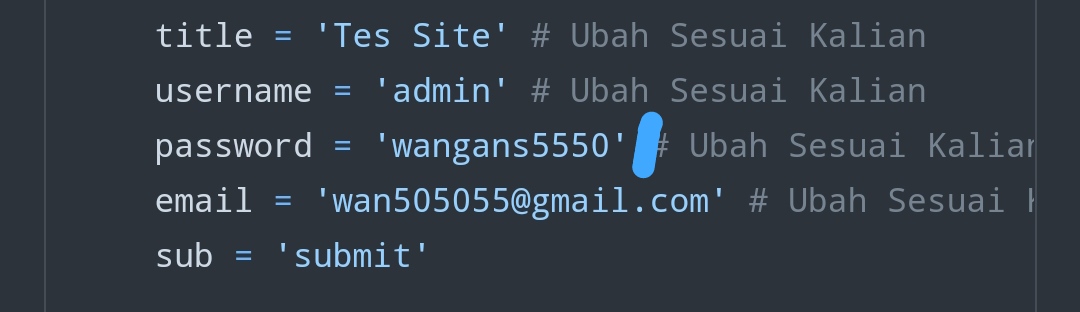 title = 'Tes Site' # Ubah Sesuai Kalian
username = 'admin' # Ubah Sesuai Kalian
password = 'wangans5550' # Ubah Sesuai Kalian
email = 'wan505055@gmail.com' # Ubah Sesuai
sub = 'submit'